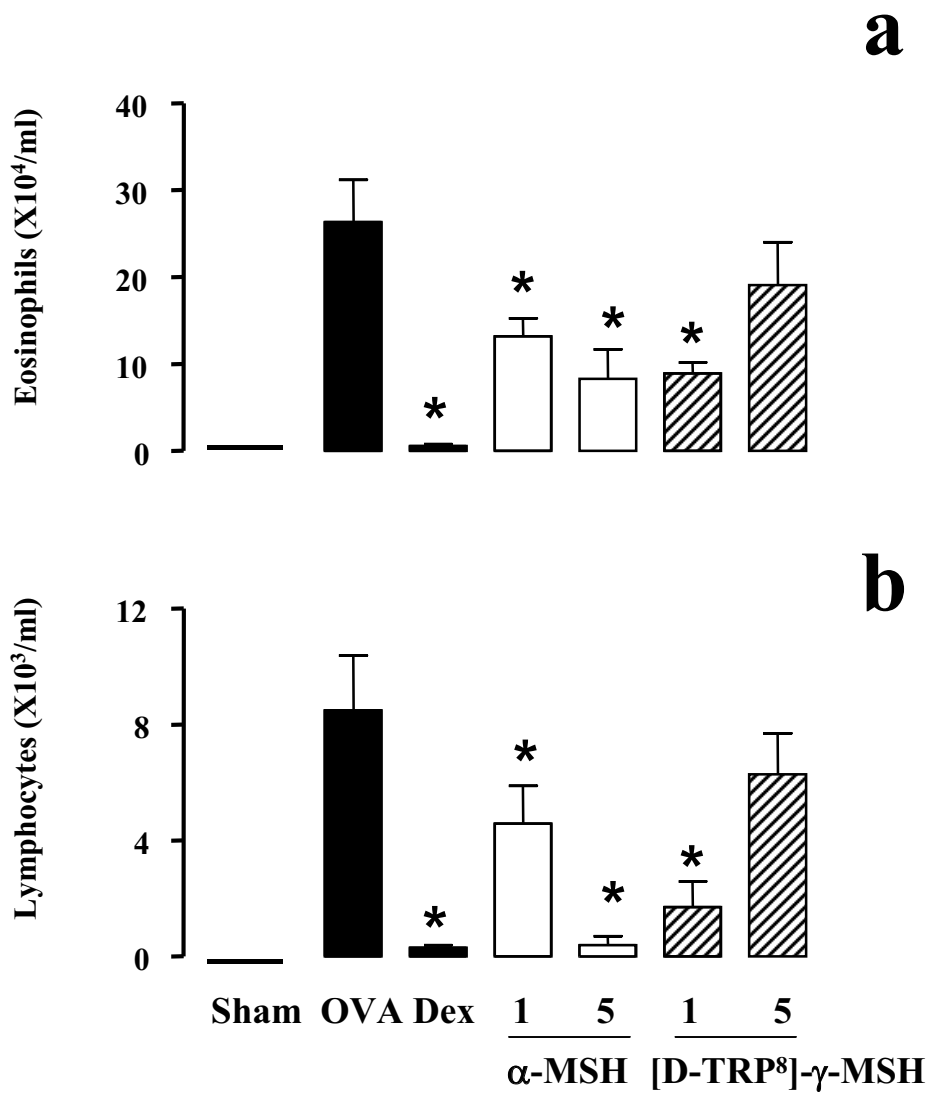 a
Eosinophils (X10⁴/ml)
40
30
20
10
0
*
*
*
*
b
Lymphocytes (X10³/ml)
12
8
4
0
*
*
*
*
Sham OVA Dex 1 5 1 5
α-MSH [D-TRP⁸]-γ-MSH